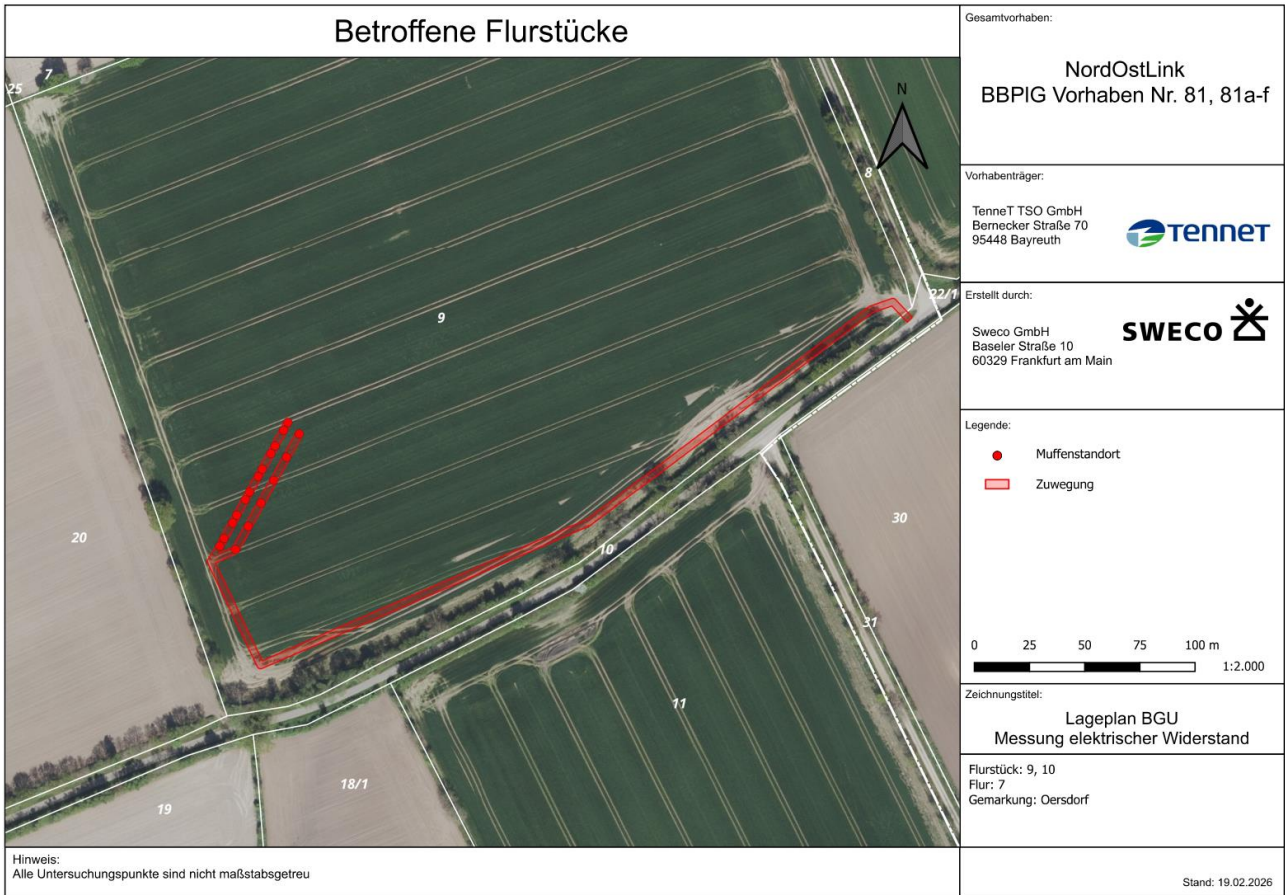 Betroffene Flurstücke
7
25
N
8
22/1
9
20
10
30
31
11
18/1
19
Hinweis:
Alle Untersuchungspunkte sind nicht maßstabsgetreu
Gesamtvorhaben:
NordOstLink
BBPlG Vorhaben Nr. 81, 81a-f
Vorhabenträger:
TenneT TSO GmbH
Bernecker Straße 70
95448 Bayreuth
TENNET
Erstellt durch:
Sweco GmbH
Baseler Straße 10
60329 Frankfurt am Main
SWECO
Legende:
Muffenstandort
Zuwegung
0 25 50 75 100 m
1:2.000
Zeichnungstitel:
Lageplan BGU
Messung elektrischer Widerstand
Flurstück: 9, 10
Flur: 7
Gemarkung: Oersdorf
Stand: 19.02.2026